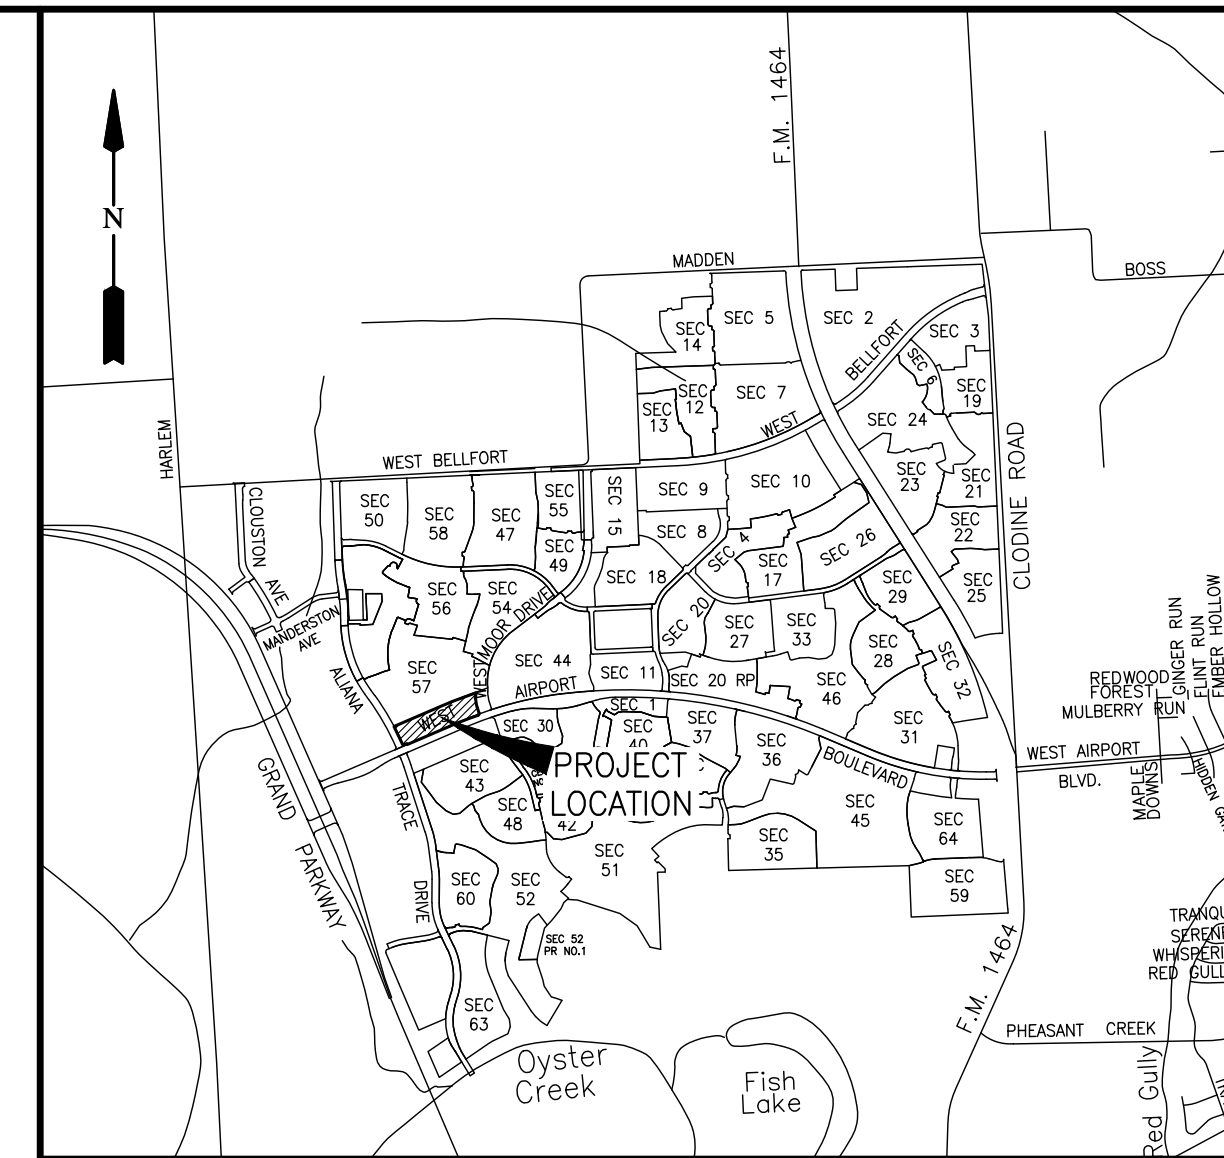 F.M. 1464
N
MADDEN
BOSS
SEC 5
SEC 2
SEC
14
BELLFORT
SEC 3
SEC 6
SEC
12
SEC 7
SEC
19
SEC
13
SEC 24
WEST
HARLEM
WEST BELLFORT
CLODINE ROAD
SEC
23
SEC
21
SEC
50
SEC
58
SEC
47
SEC
55
SEC 15
SEC 9
SEC 10
CLOUSTON
AVE
SEC
49
SEC 8
SEC 4
SEC
17
SEC 26
SEC
22
SEC
56
SEC
54
SEC 18
SEC
29
SEC
25
MANDERSTON
AVE
WESTMOOR DRIVE
SEC 20
SEC
27
SEC
33
SEC
28
SEC 32
SEC
57
SEC 44
SEC 11
SEC 20 RP
SEC
46
ALIANA
WEST
AIRPORT
SEC 1
SEC 30
SEC
40
SEC
37
SEC
36
SEC
31
BOULEVARD
REDWOOD
FOREST
MULBERRY RUN
GINGER RUN
FLINT RUN
EMBER HOLLOW
WEST AIRPORT
BLVD.
MAPLE
DOWNS
HIDDEN
PROJECT
LOCATION
GRAND
PARKWAY
TRACE
DRIVE
SEC
43
SEC
48
42
SEC
45
SEC
64
SEC
35
SEC
51
SEC
59
SEC
60
SEC
52
SEC 52
PR NO.1
SEC
63
F.M. 1464
TRANQU
SERENE
WHISPERI
RED GULL
PHEASANT CREEK
Oyster
Creek
Fish
Lake
Red Gully